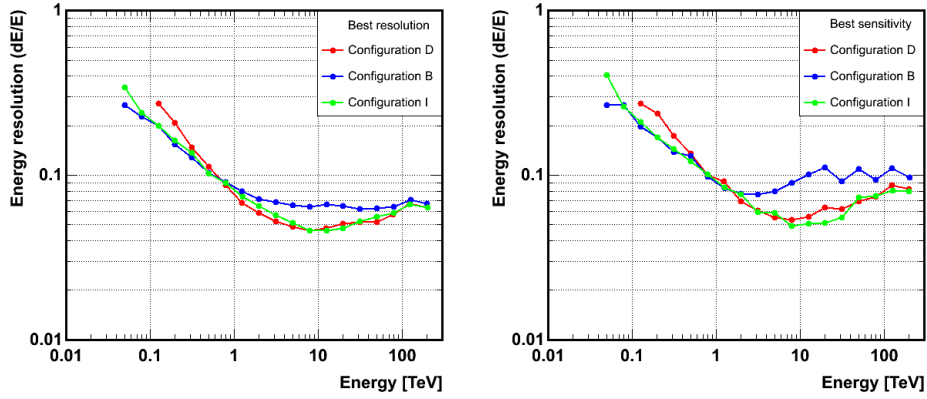 Energy resolution (dE/E)
1
0.1
0.01
Best resolution
Configuration D
Configuration B
Configuration I
0.01
0.1
1
10
100
Energy [TeV]
Energy resolution (dE/E)
1
0.1
0.01
Best sensitivity
Configuration D
Configuration B
Configuration I
0.01
0.1
1
10
100
Energy [TeV]